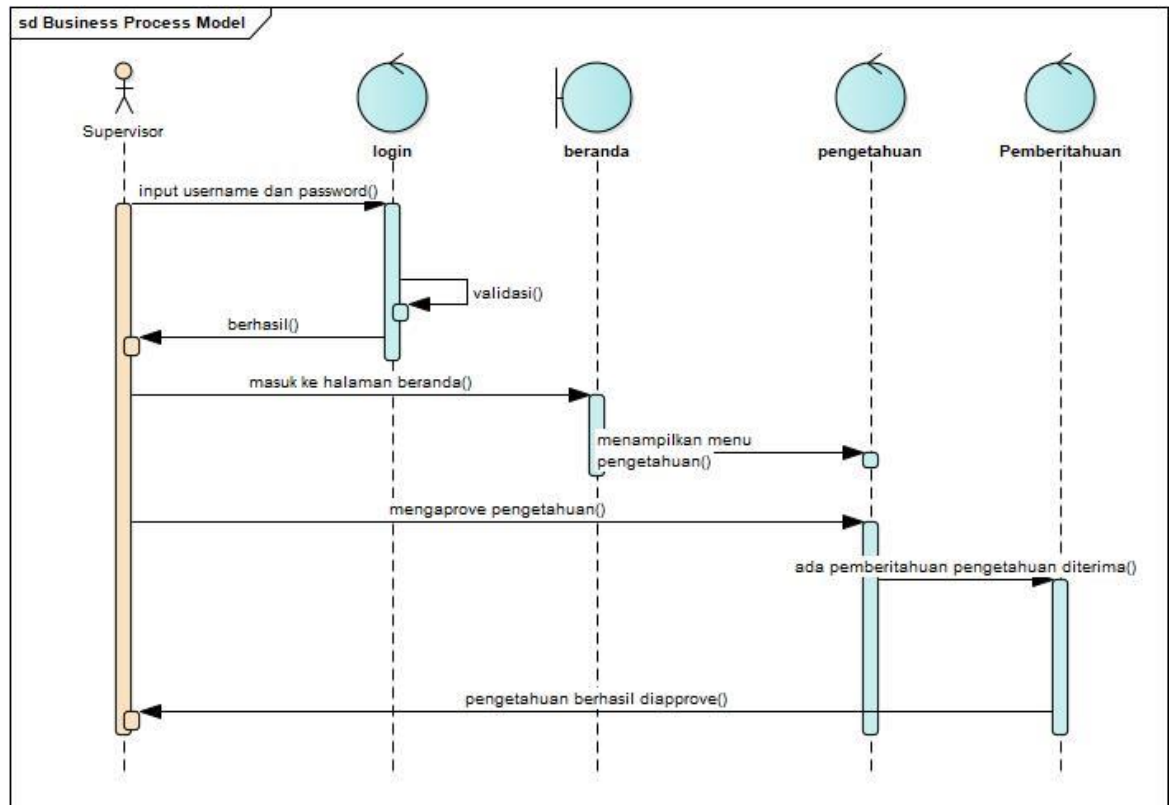 sd Business Process Model
Supervisor
login
beranda
pengetahuan
Pemberitahuan
input username dan password()
validasi()
berhasil()
masuk ke halaman beranda()
menampilkan menu
pengetahuan()
mengaprove pengetahuan()
ada pemberitahuan pengetahuan diterima()
pengetahuan berhasil diapprove()